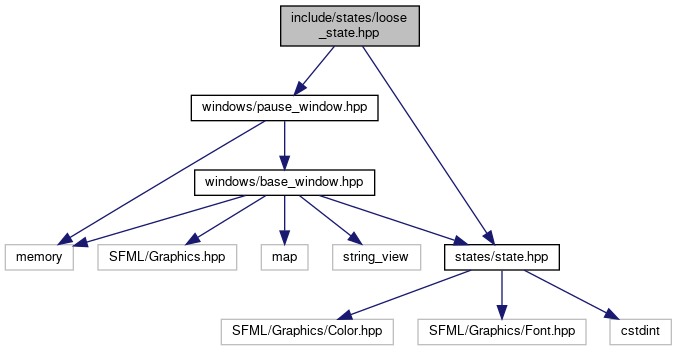 include/states/loose
_state.hpp
windows/pause_window.hpp
windows/base_window.hpp
memory
SFML/Graphics.hpp
map
string_view
states/state.hpp
SFML/Graphics/Color.hpp
SFML/Graphics/Font.hpp
cstdint